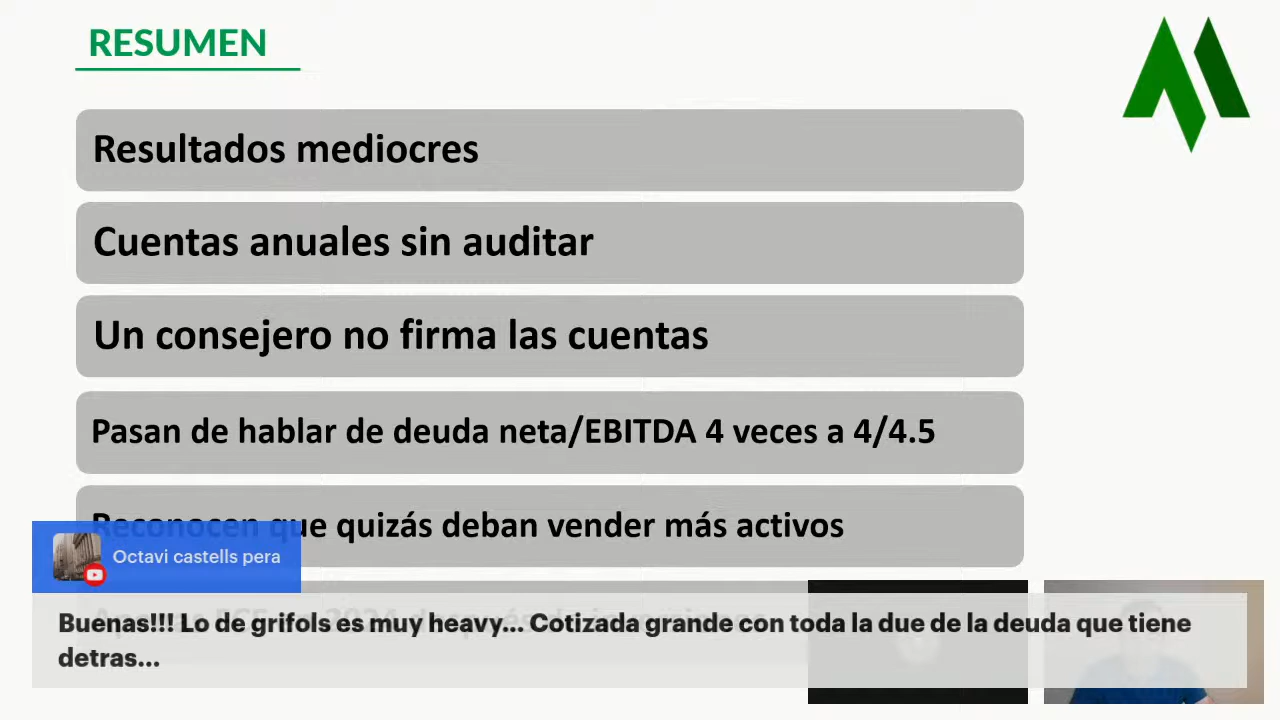 RESUMEN
Resultados mediocres
Cuentas anuales sin auditar
Un consejero no firma las cuentas
Pasan de hablar de deuda neta/EBITDA 4 veces a 4/4.5
Reconocen que quizás deban vender más activos
Octavi castells pera
Buenas!!! Lo de grifols es muy heavy... Cotizada grande con toda la due de la deuda que tiene
detras...